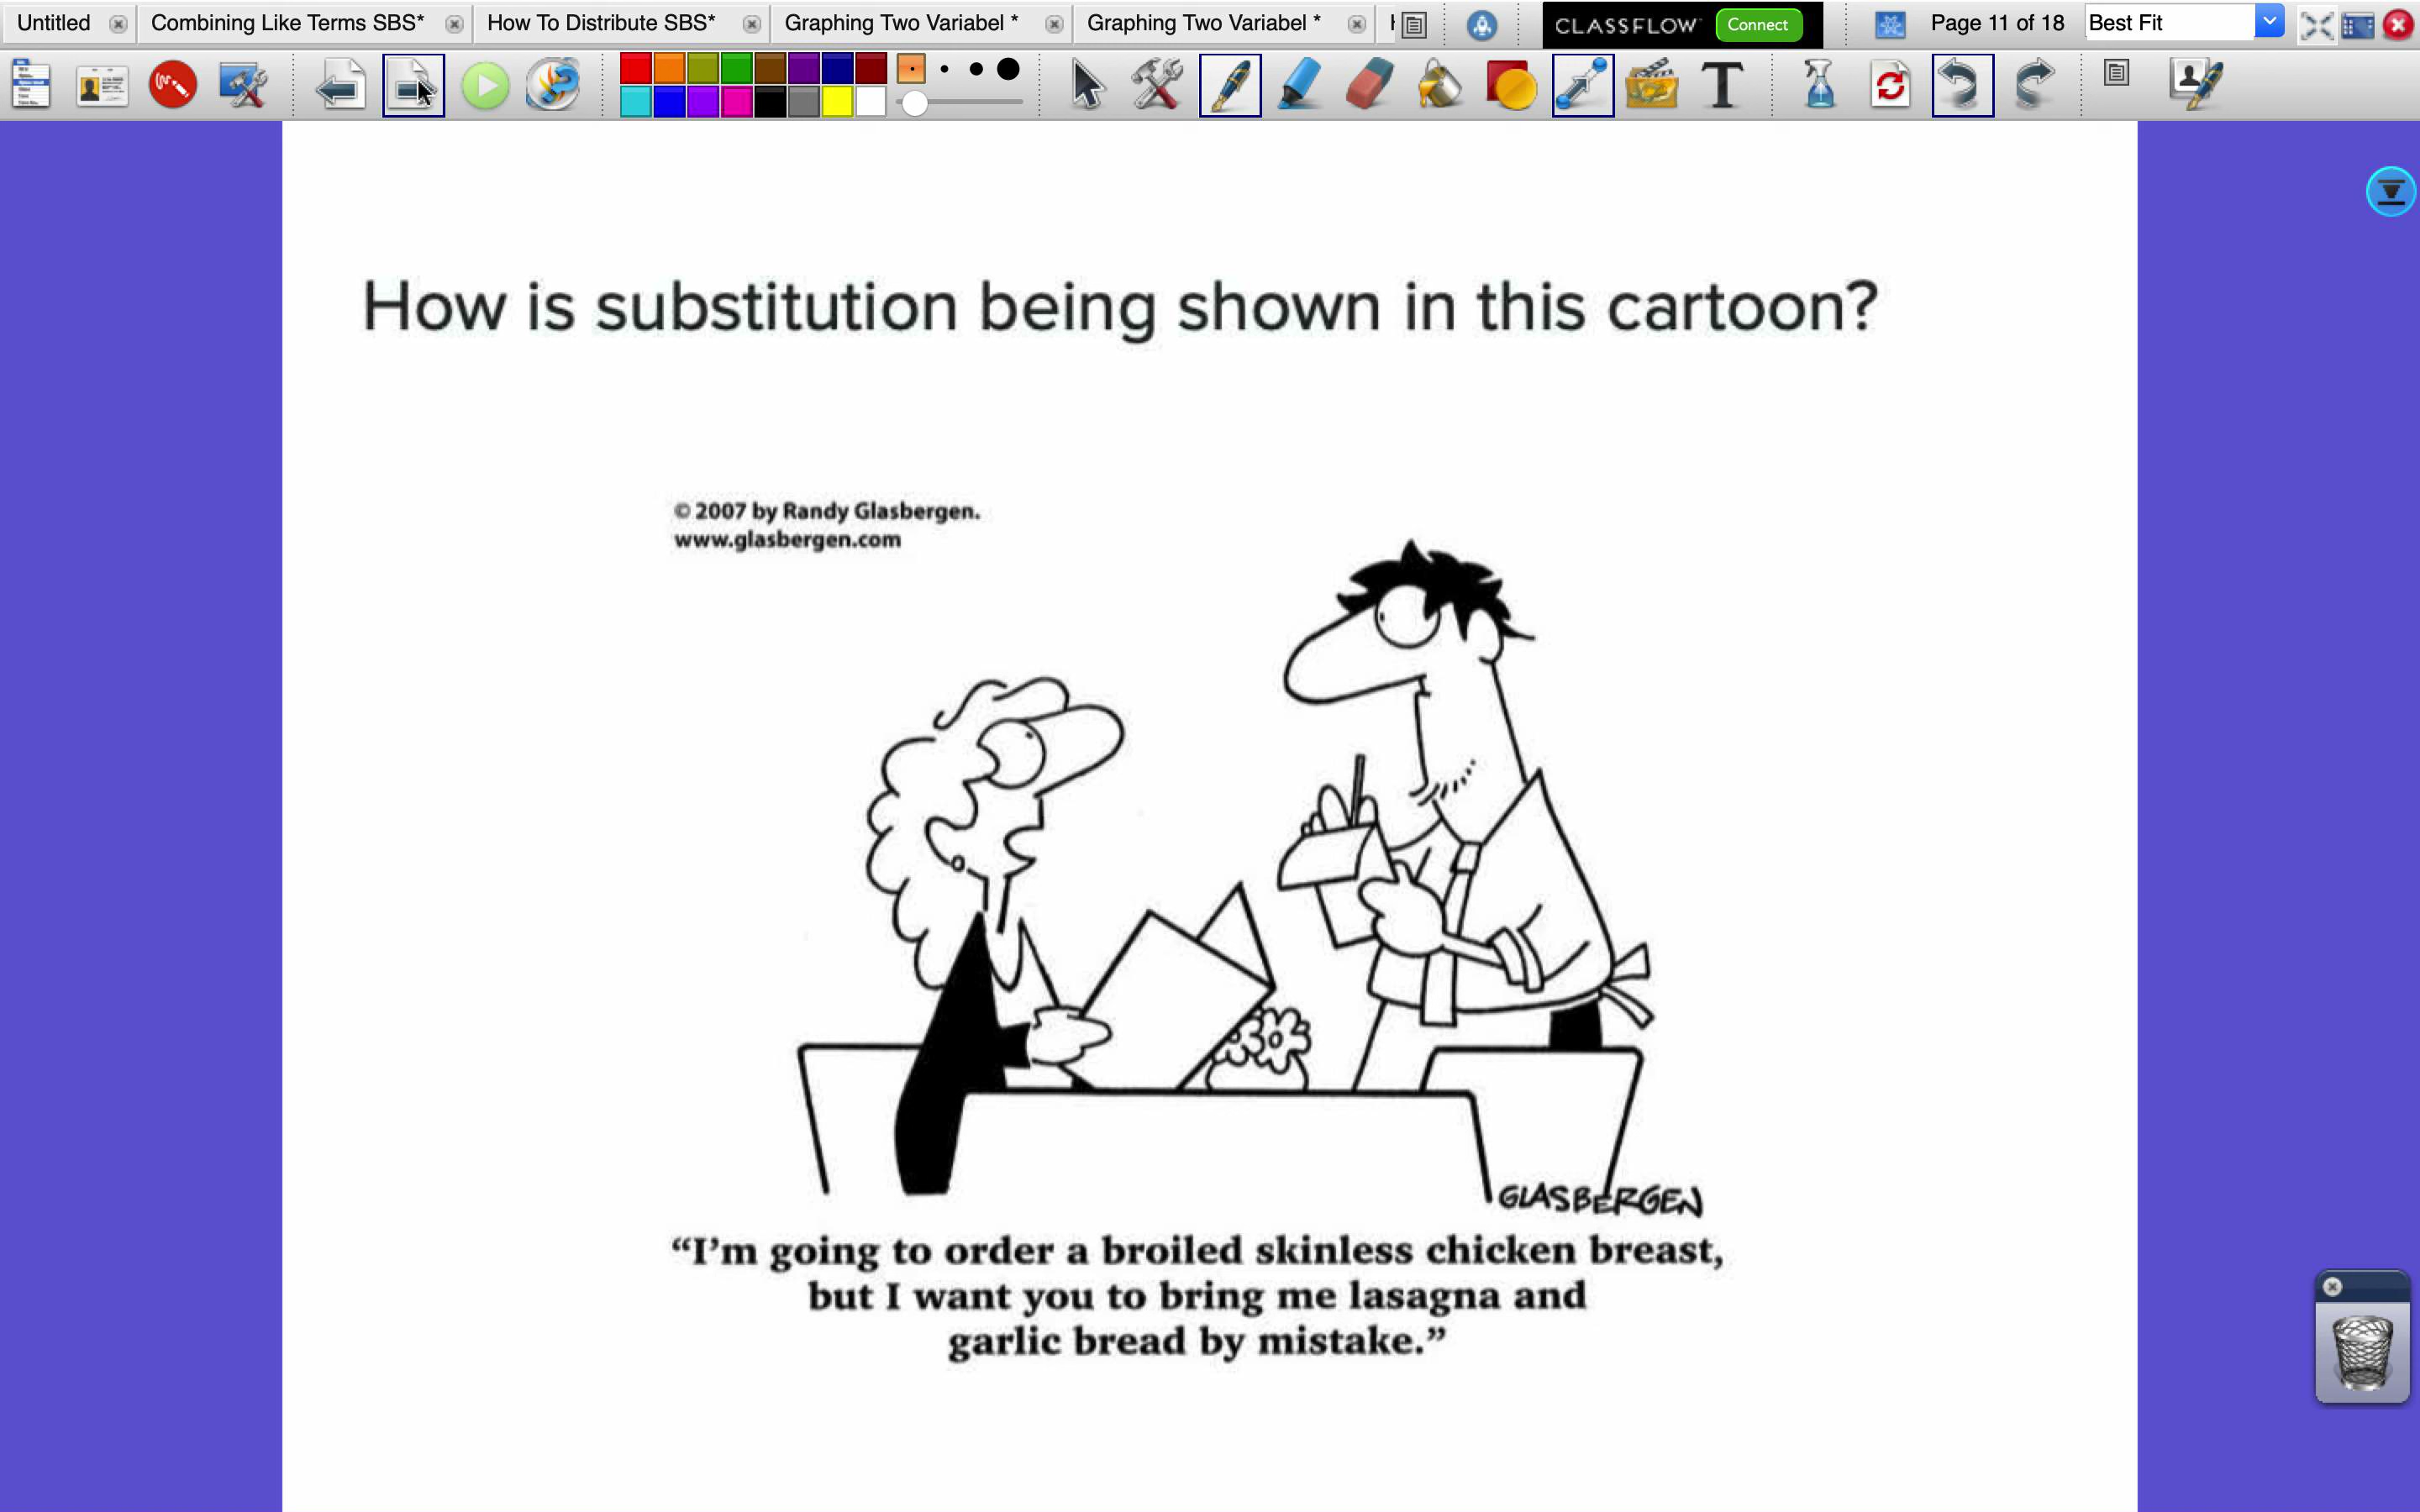 Untitled
Combining Like Terms SBS*
How To Distribute SBS*
Graphing Two Variabel *
Graphing Two Variabel *
CLASSFLOW
Connect
Page 11 of 18
Best Fit
T
How is substitution being shown in this cartoon?
© 2007 by Randy Glasbergen.
www.glasbergen.com
GLASBERGEN
“I’m going to order a broiled skinless chicken breast,
but I want you to bring me lasagna and
garlic bread by mistake.”